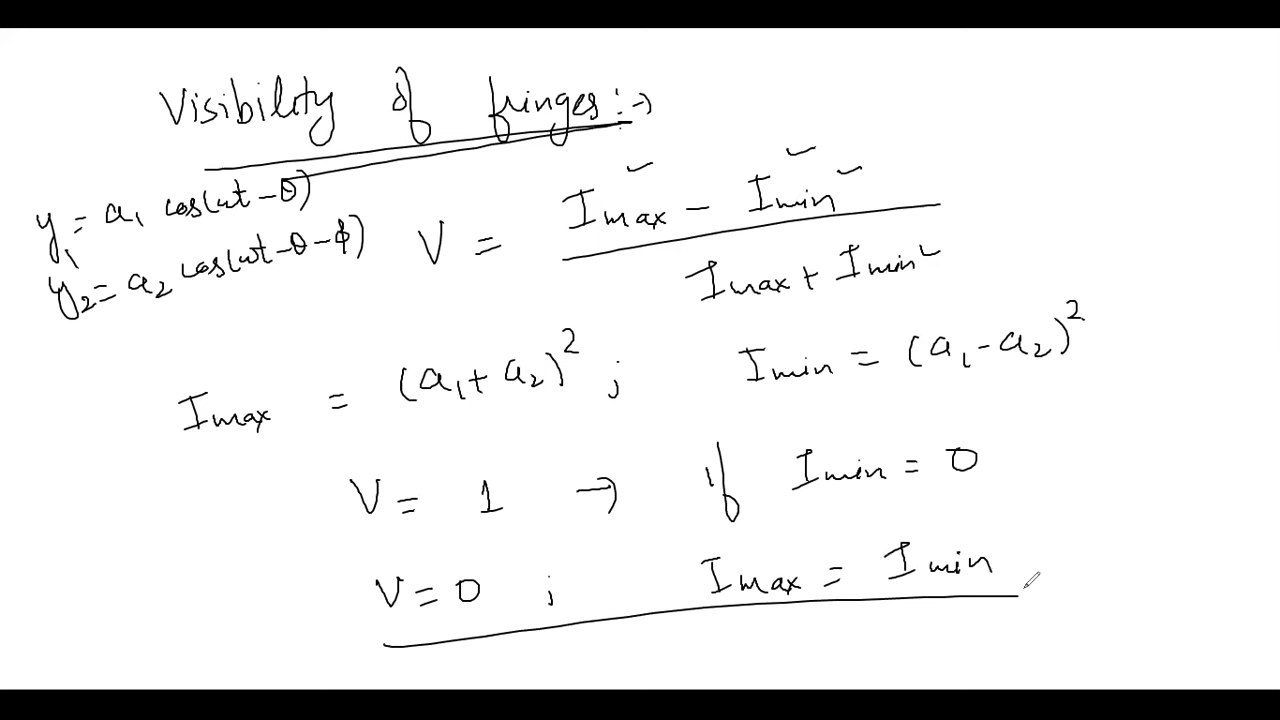 Visibility of fringes :→
y₁ = a₁ cos(ωt - θ)
y₂ = a₂ cos(ωt - θ - ϕ)
V = (Imax - Imin) / (Imax + Imin)
Imax = (a₁ + a₂)² ; Imin = (a₁ - a₂)²
V = 1 → if Imin = 0
V = 0 ; Imax = Imin